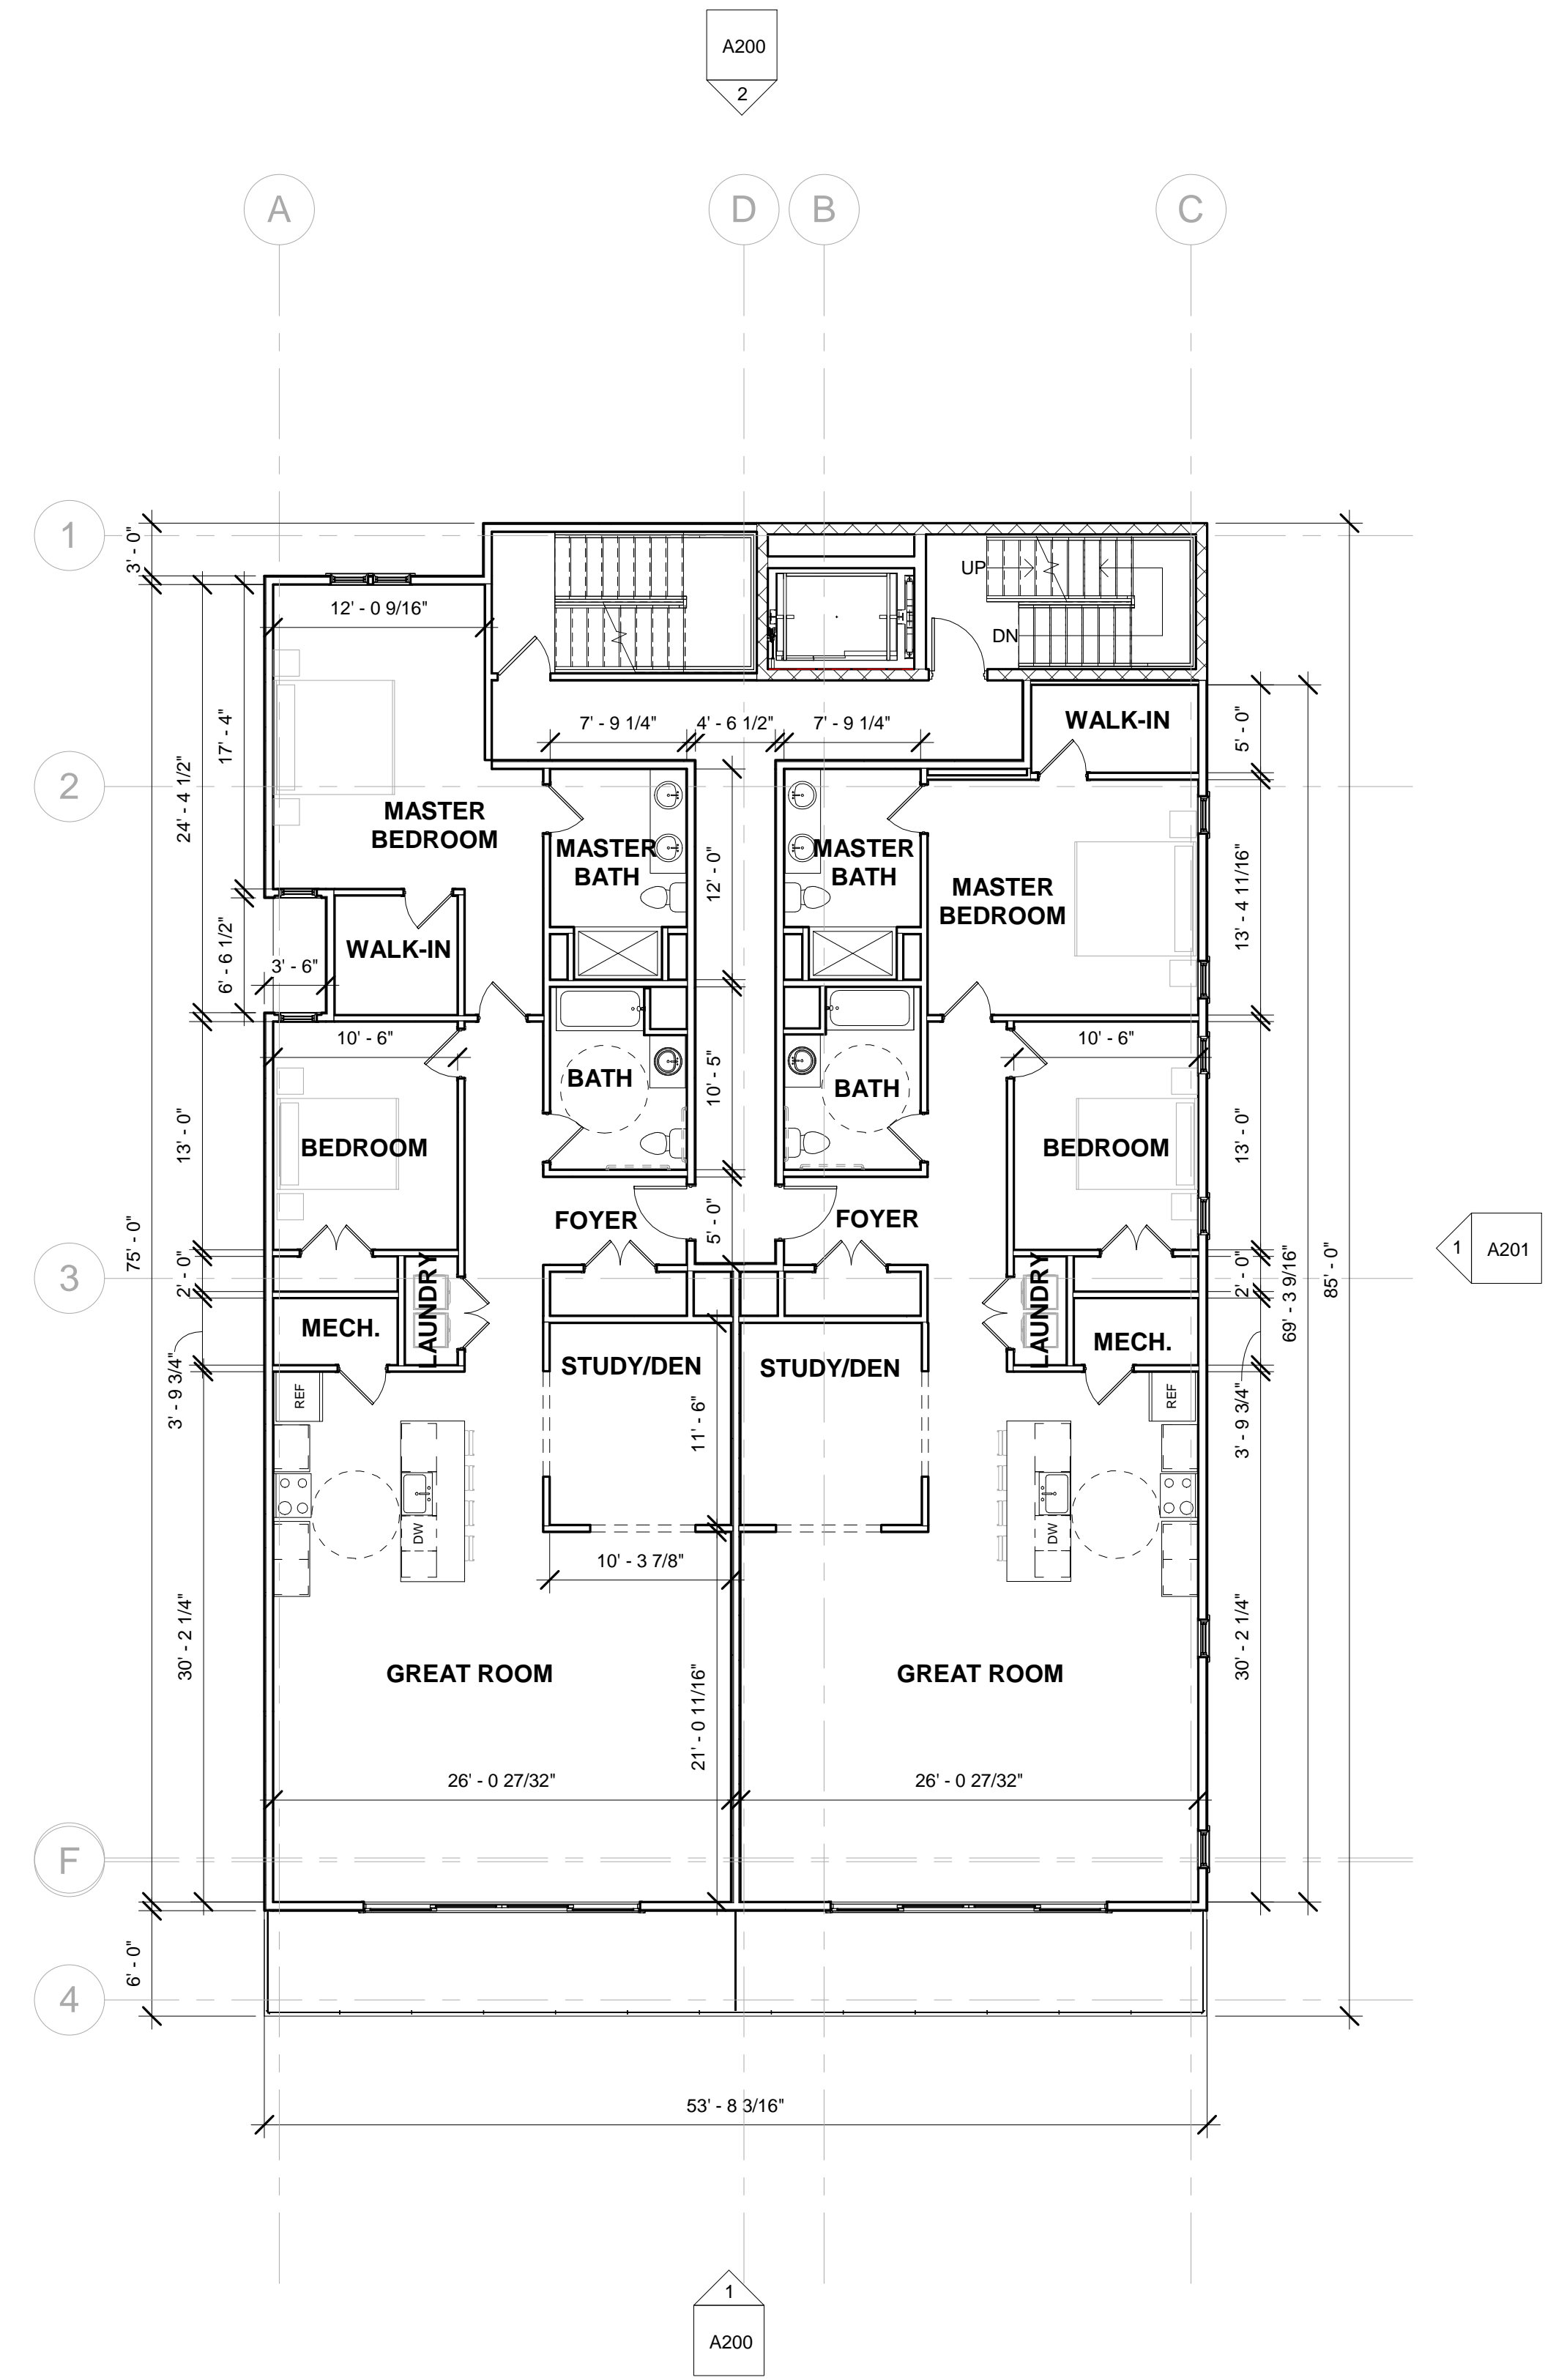 A200
2
A
D
B
C
1
3' - 0"
UP
12' - 0 9/16"
DN
7' - 9 1/4"
4' - 6 1/2"
7' - 9 1/4"
WALK-IN
5' - 0"
17' - 4"
2
24' - 4 1/2"
MASTER
BEDROOM
MASTER
BATH
12' - 0"
MASTER
BATH
MASTER
BEDROOM
13' - 4 11/16"
WALK-IN
3' - 6"
6' - 6 1/2"
10' - 6"
10' - 6"
BATH
10' - 5"
BATH
13' - 0"
BEDROOM
BEDROOM
13' - 0"
75' - 0"
FOYER
5' - 0"
FOYER
1
A201
3
2' - 0"
LAUNDRY
LAUNDRY
2' - 0"
69' - 3 9/16"
85' - 0"
MECH.
MECH.
3' - 9 3/4"
STUDY/DEN
STUDY/DEN
3' - 9 3/4"
REF
REF
11' - 6"
DW
DW
10' - 3 7/8"
30' - 2 1/4"
30' - 2 1/4"
GREAT ROOM
GREAT ROOM
21' - 0 11/16"
26' - 0 27/32"
26' - 0 27/32"
F
6' - 0"
4
53' - 8 3/16"
1
A200